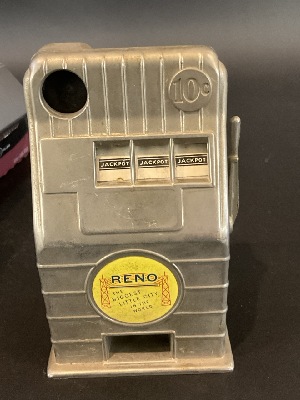 10¢
JACKPOT JACKPOT JACKPOT
RENO
THE
BIGGEST
LITTLE CITY
IN THE
WORLD